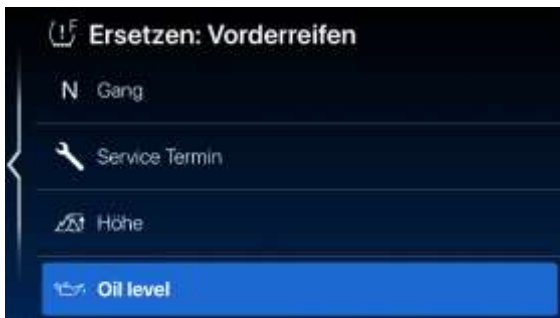 Ersetzen: Vorderreifen
N Gang
Service Termin
Höhe
Oil level